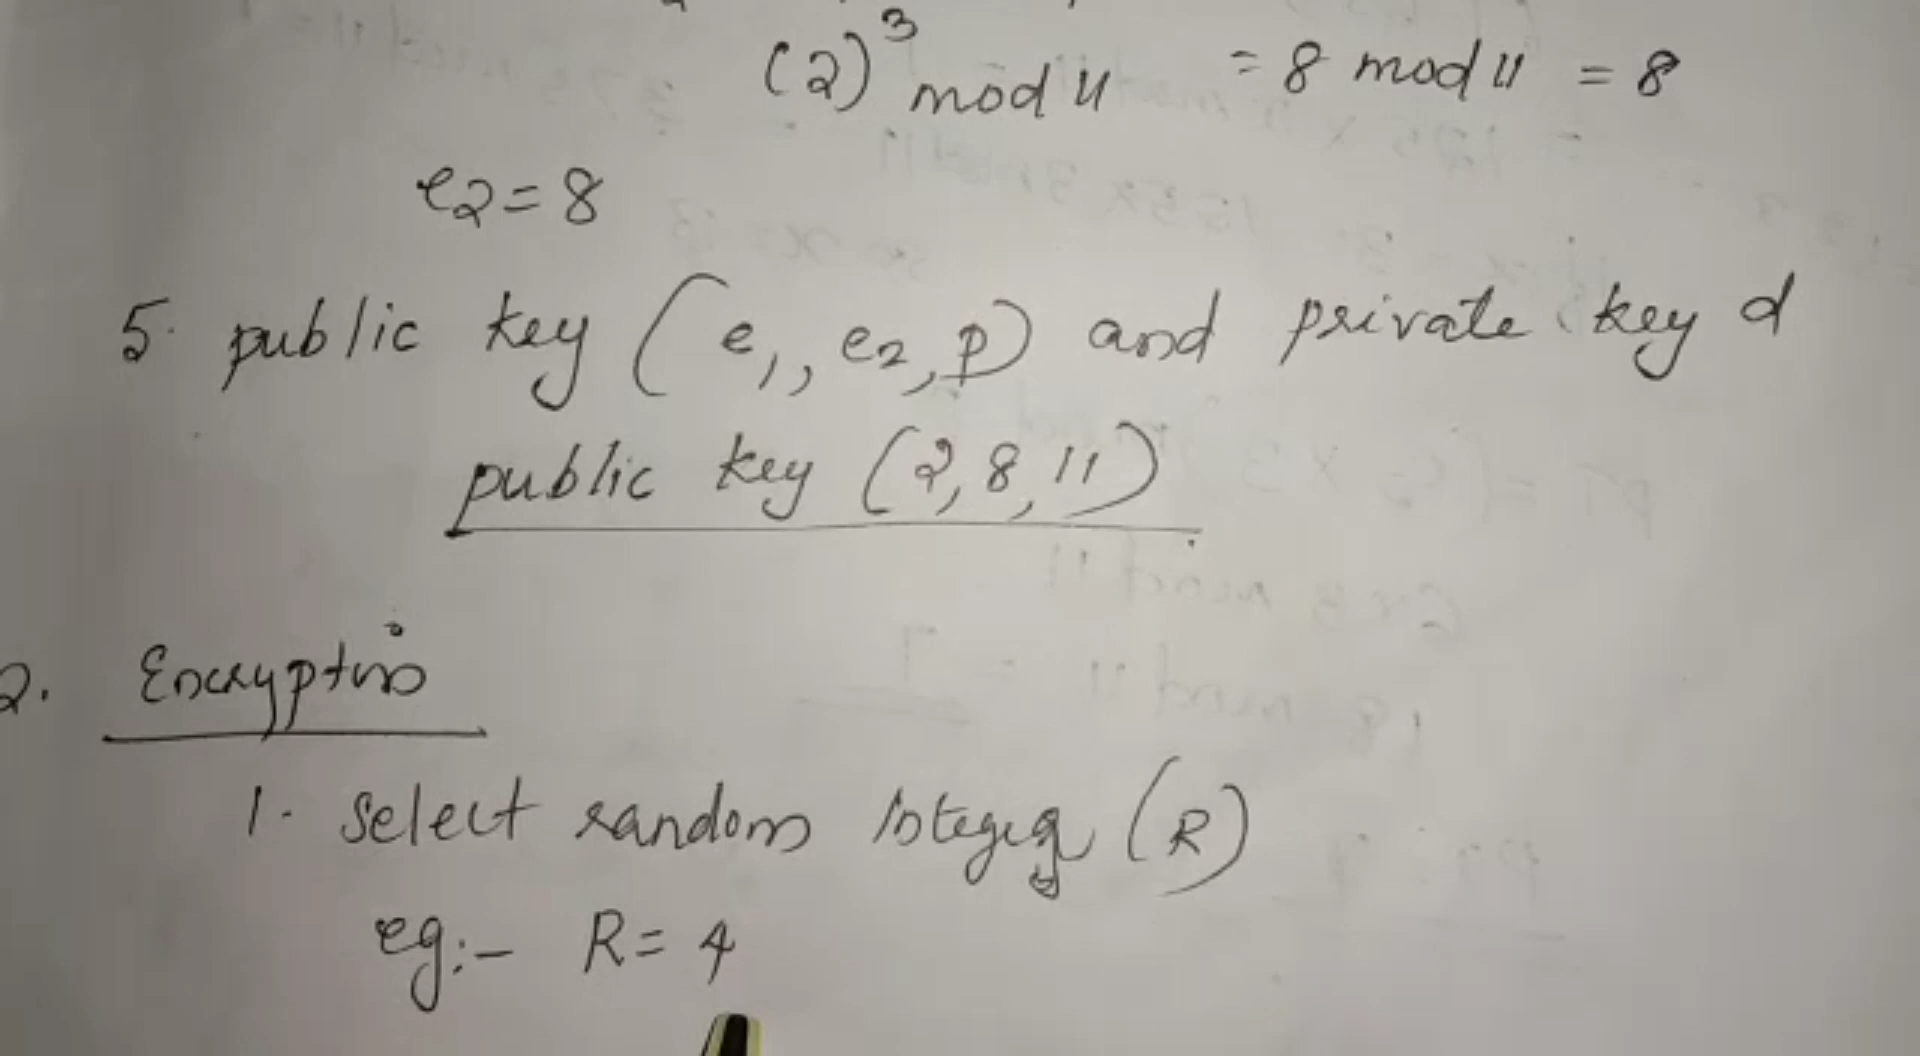 (2)³ mod 11 = 8 mod 11 = 8
e2 = 8
5. public key (e1, e2, p) and private key d
public key (2, 8, 11)
2. Encryption
1. Select random integer (R)
eg:- R = 4